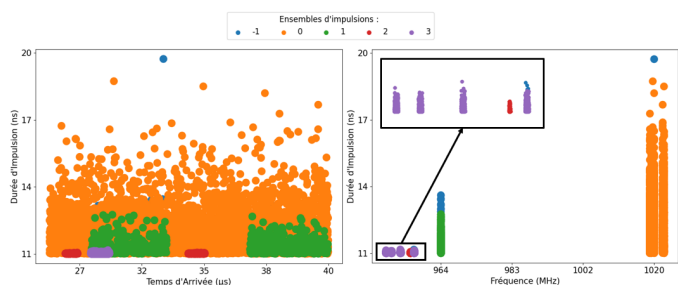 Ensembles d'impulsions :
-1 0 1 2 3
Durée d'Impulsion (ns)
20
17
14
11
27 32 35 38 40
Temps d'Arrivée (µs)
Durée d'Impulsion (ns)
20
17
14
11
964 983 1002 1020
Fréquence (MHz)